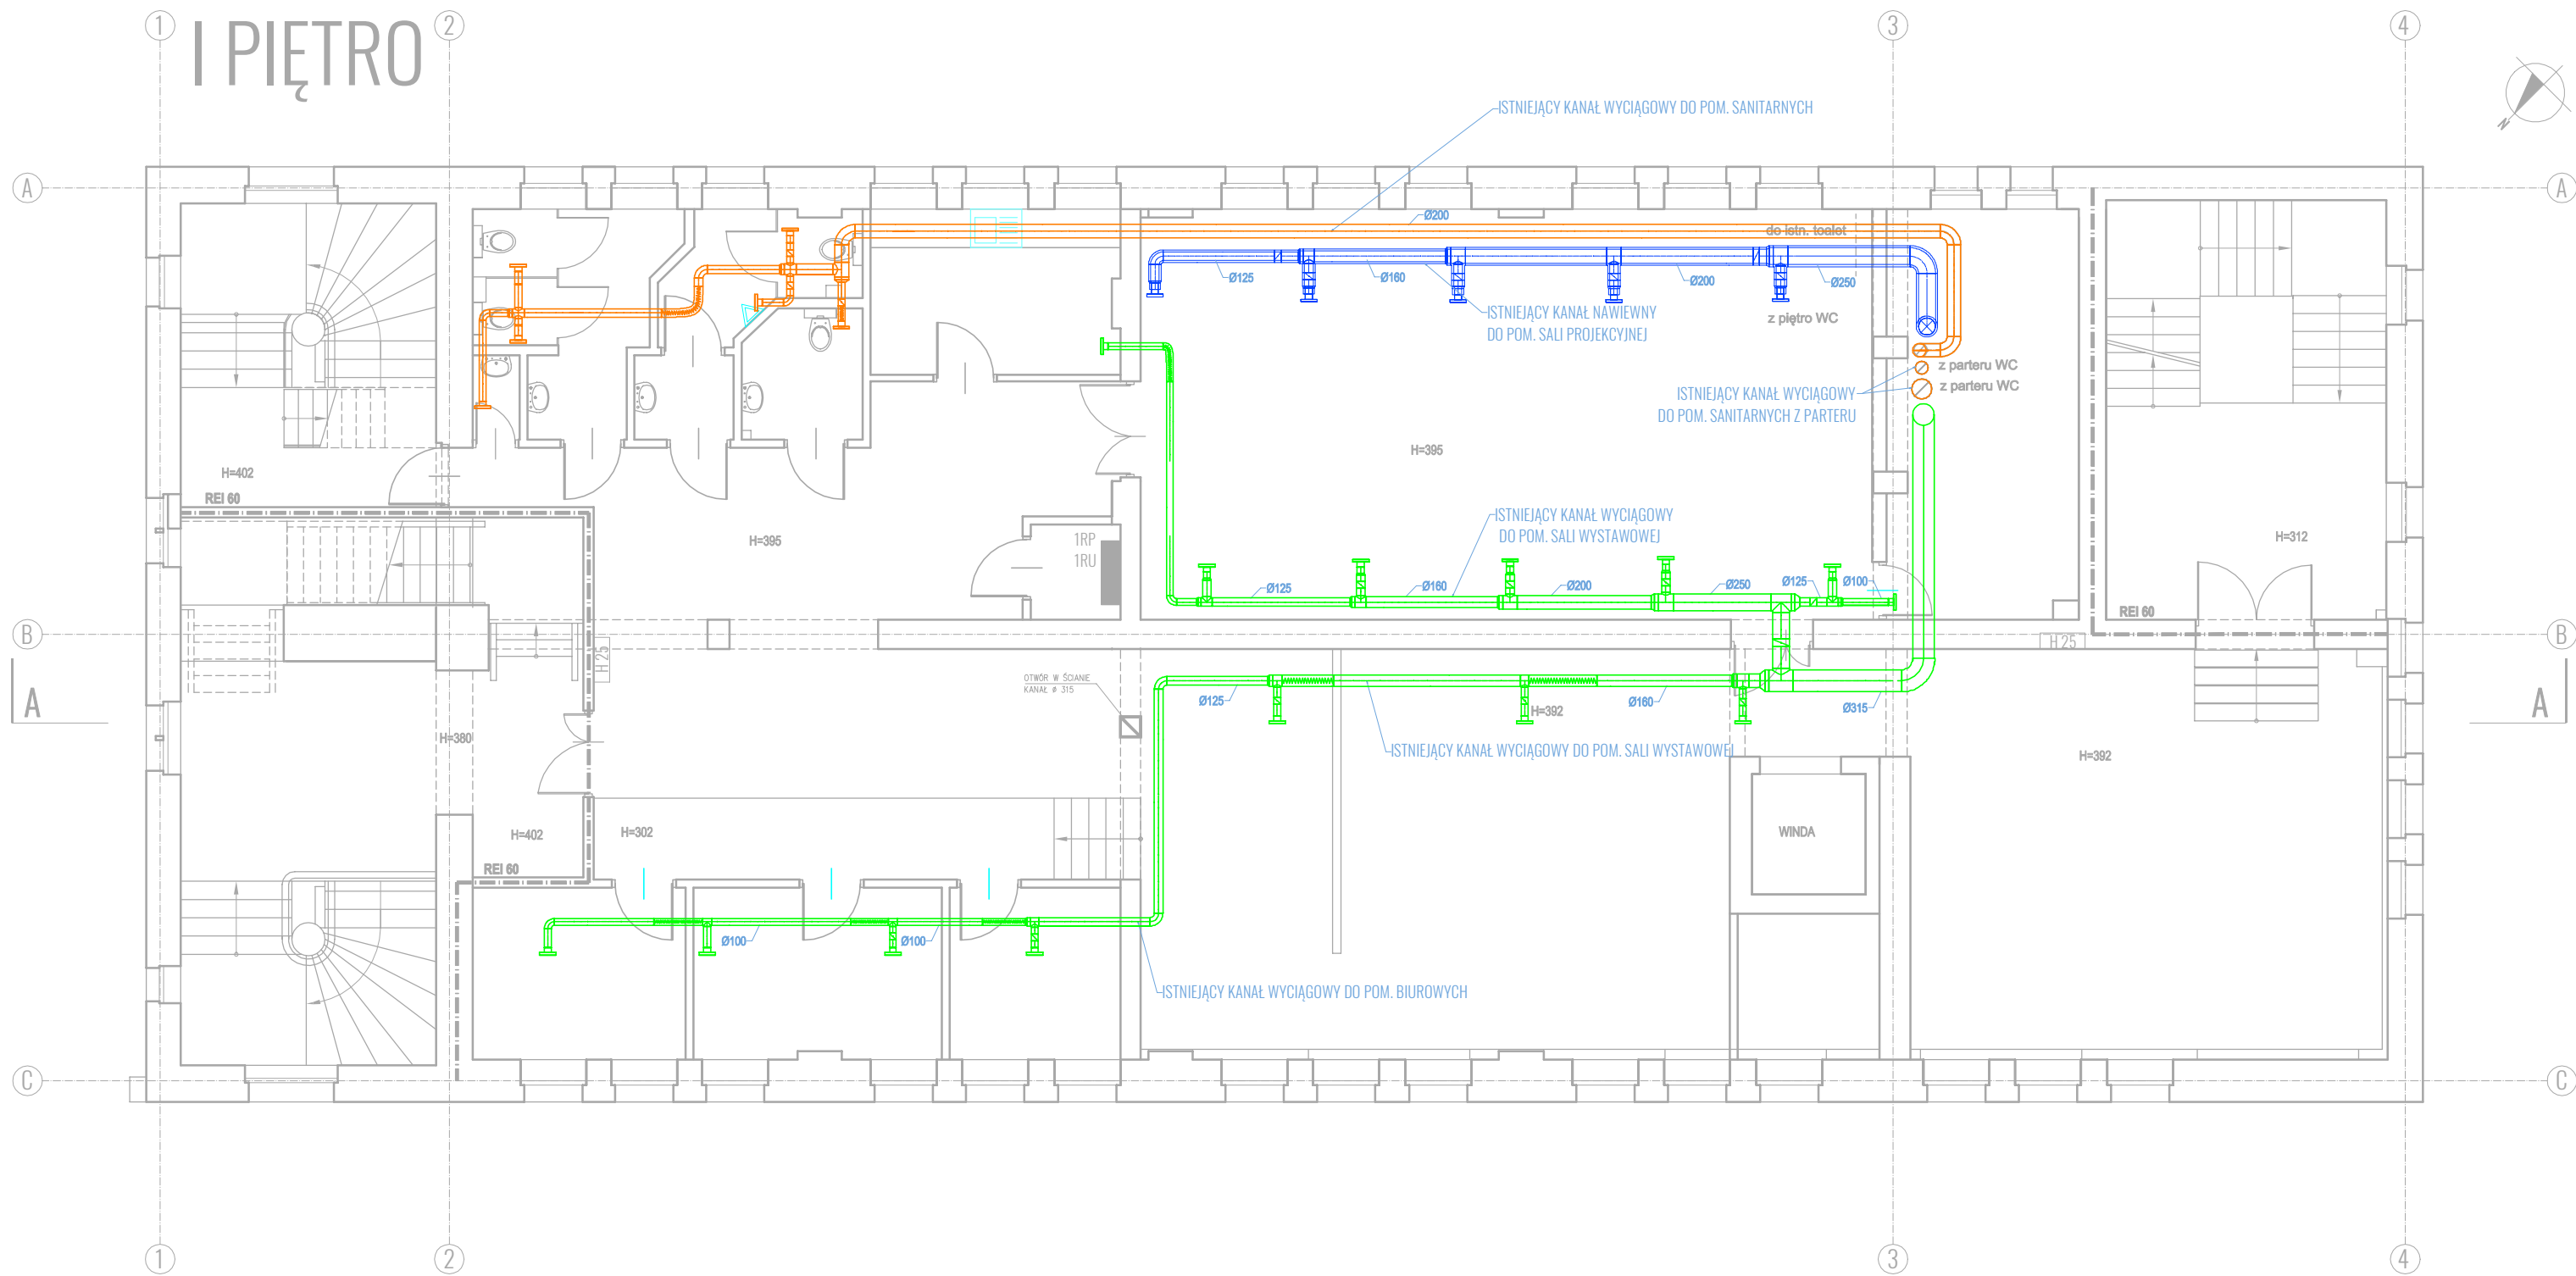 1
2
3
4
I PIĘTRO
ISTNIEJĄCY KANAŁ WYCIĄGOWY DO POM. SANITARNYCH
N
A
A
Ø200
do istn. toalet
Ø125
Ø160
Ø200
Ø250
ISTNIEJĄCY KANAŁ NAWIEWNY
DO POM. SALI PROJEKCYJNEJ
z piętro WC
z parteru WC
z parteru WC
ISTNIEJĄCY KANAŁ WYCIĄGOWY
DO POM. SANITARNYCH Z PARTERU
H=395
H=402
REI 60
ISTNIEJĄCY KANAŁ WYCIĄGOWY
DO POM. SALI WYSTAWOWEJ
H=395
1RP
1RU
H=312
Ø125
Ø160
Ø200
Ø250
Ø125
Ø100
REI 60
B
B
H 25
H 25
OTWÓR W ŚCIANIE
KANAŁ Ø 315
Ø125
H=392
Ø160
Ø315
A
A
H=380
ISTNIEJĄCY KANAŁ WYCIĄGOWY DO POM. SALI WYSTAWOWEJ
H=392
H=402
H=302
WINDA
REI 60
Ø100
Ø100
ISTNIEJĄCY KANAŁ WYCIĄGOWY DO POM. BIUROWYCH
C
C
1
2
3
4